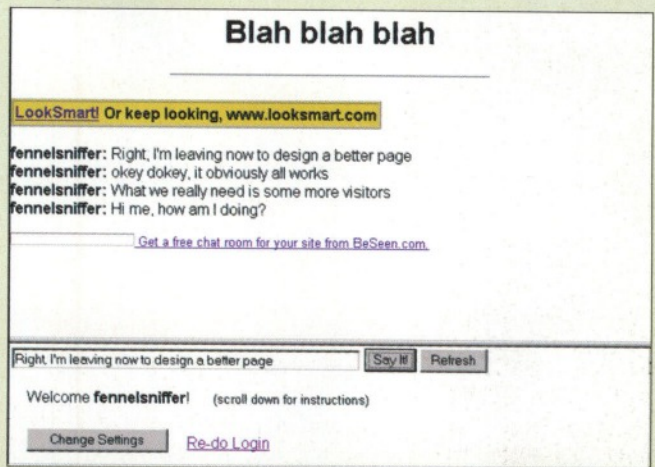 Blah blah blah
LookSmart! Or keep looking, www.looksmart.com
fennelsniffer: Right, I'm leaving now to design a better page
fennelsniffer: okey dokey, it obviously all works
fennelsniffer: What we really need is some more visitors
fennelsniffer: Hi me, how am I doing?
Get a free chat room for your site from BeSeen.com.
Right, I'm leaving now to design a better page Say It! Refresh
Welcome fennelsniffer! (scroll down for instructions)
Change Settings Re-do Login